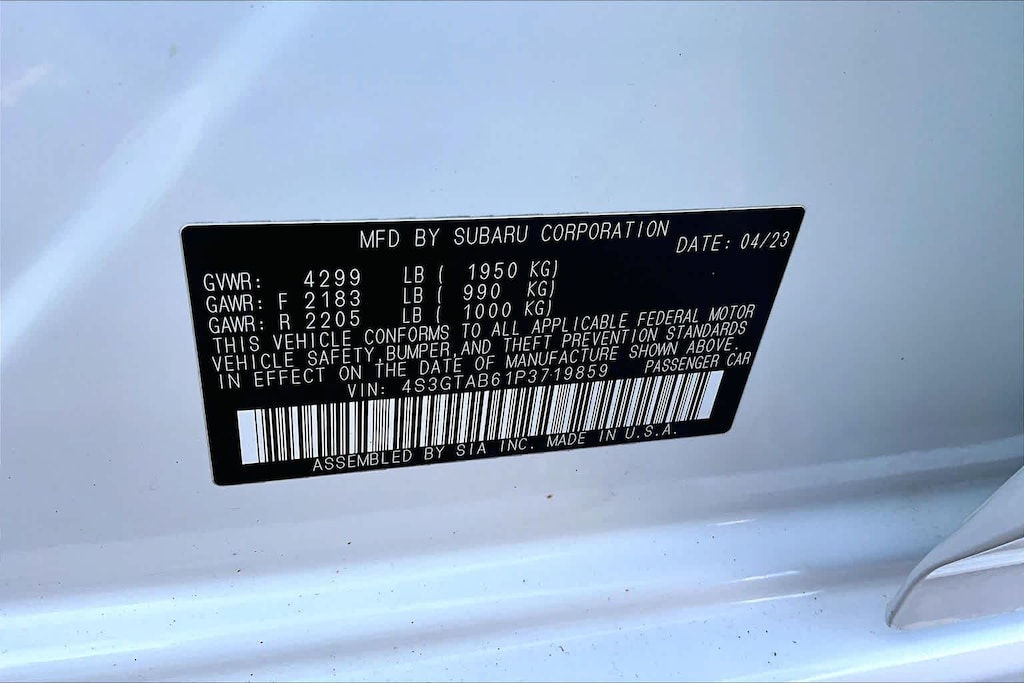 MFD BY SUBARU CORPORATION DATE: 04/23
GVWR: 4299 LB ( 1950 KG)
GAWR: F 2183 LB ( 990 KG)
GAWR: R 2205 LB ( 1000 KG)
THIS VEHICLE CONFORMS TO ALL APPLICABLE FEDERAL MOTOR
VEHICLE SAFETY, BUMPER, AND THEFT PREVENTION STANDARDS
IN EFFECT ON THE DATE OF MANUFACTURE SHOWN ABOVE.
VIN: 4S3GTAB61P3719859 PASSENGER CAR
ASSEMBLED BY SIA INC. MADE IN U.S.A.